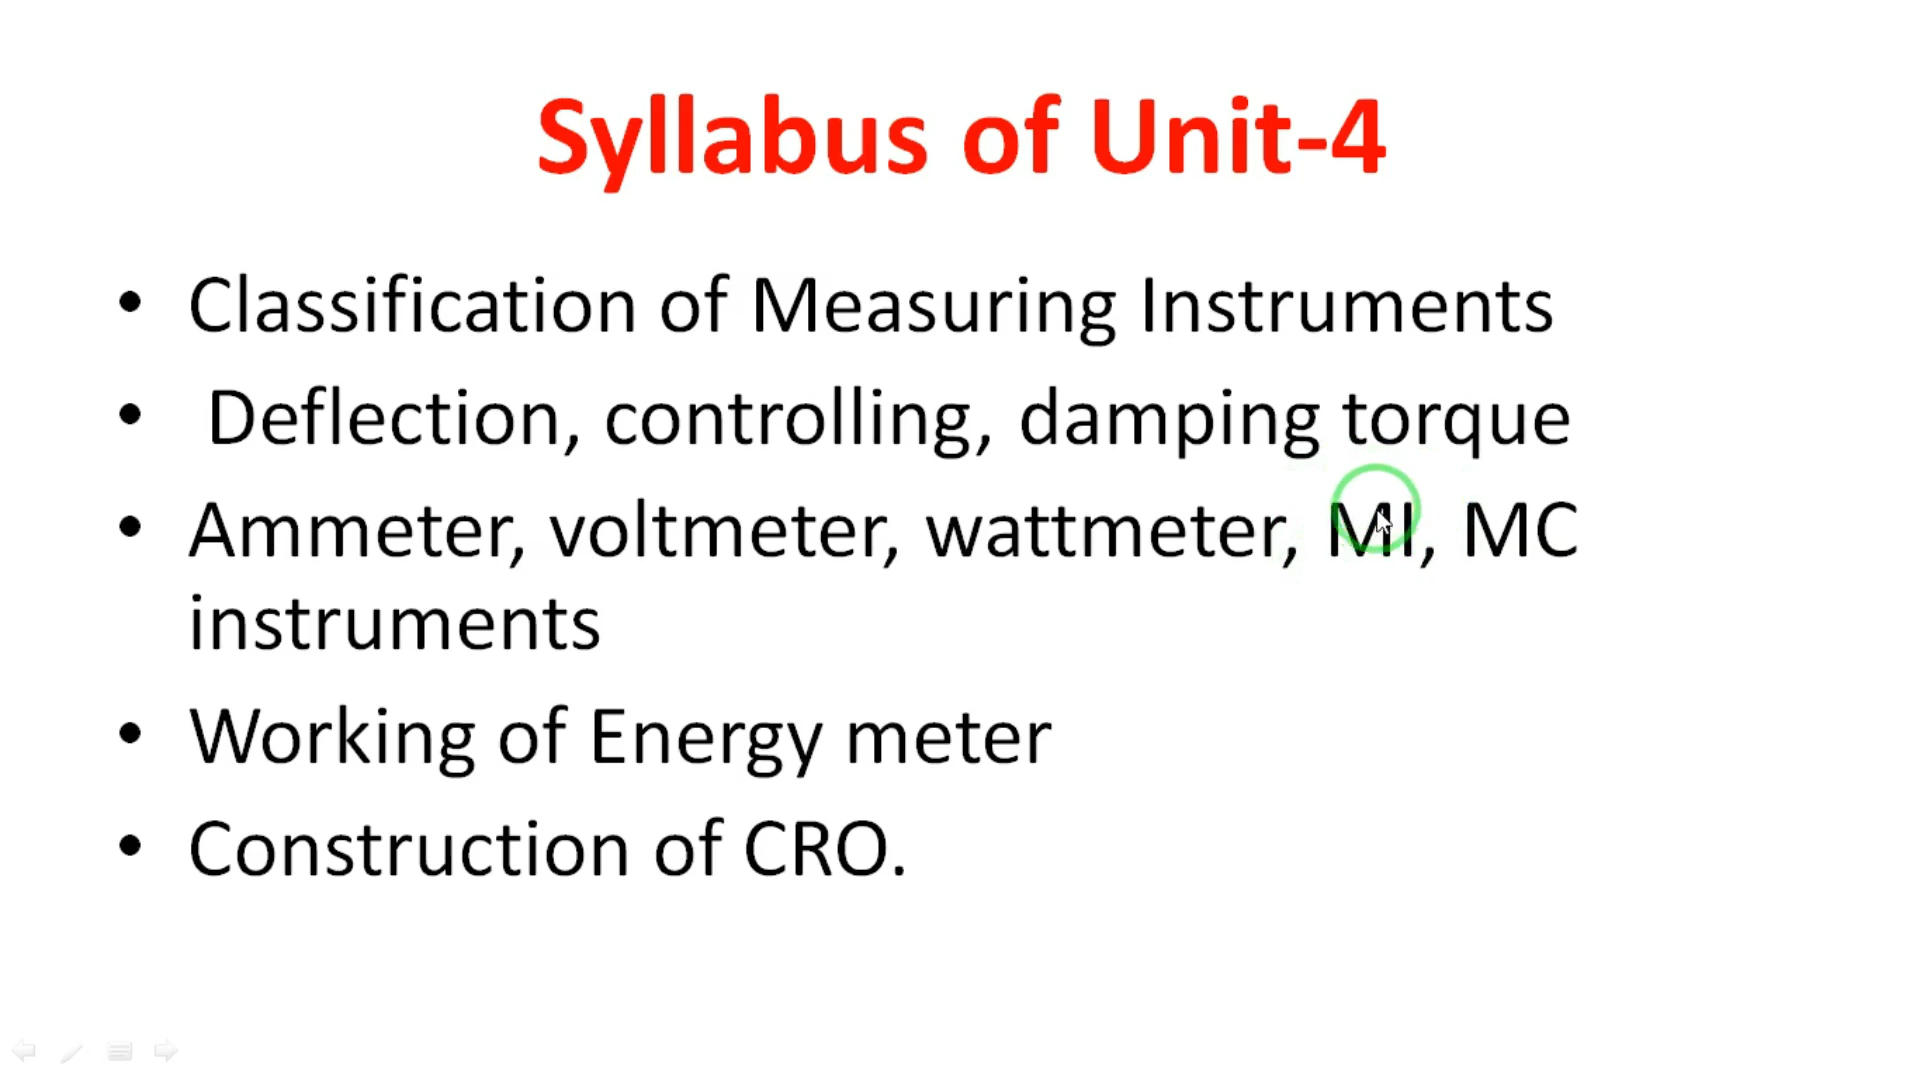 Syllabus of Unit-4
• Classification of Measuring Instruments
• Deflection, controlling, damping torque
• Ammeter, voltmeter, wattmeter, MI, MC
instruments
• Working of Energy meter
• Construction of CRO.